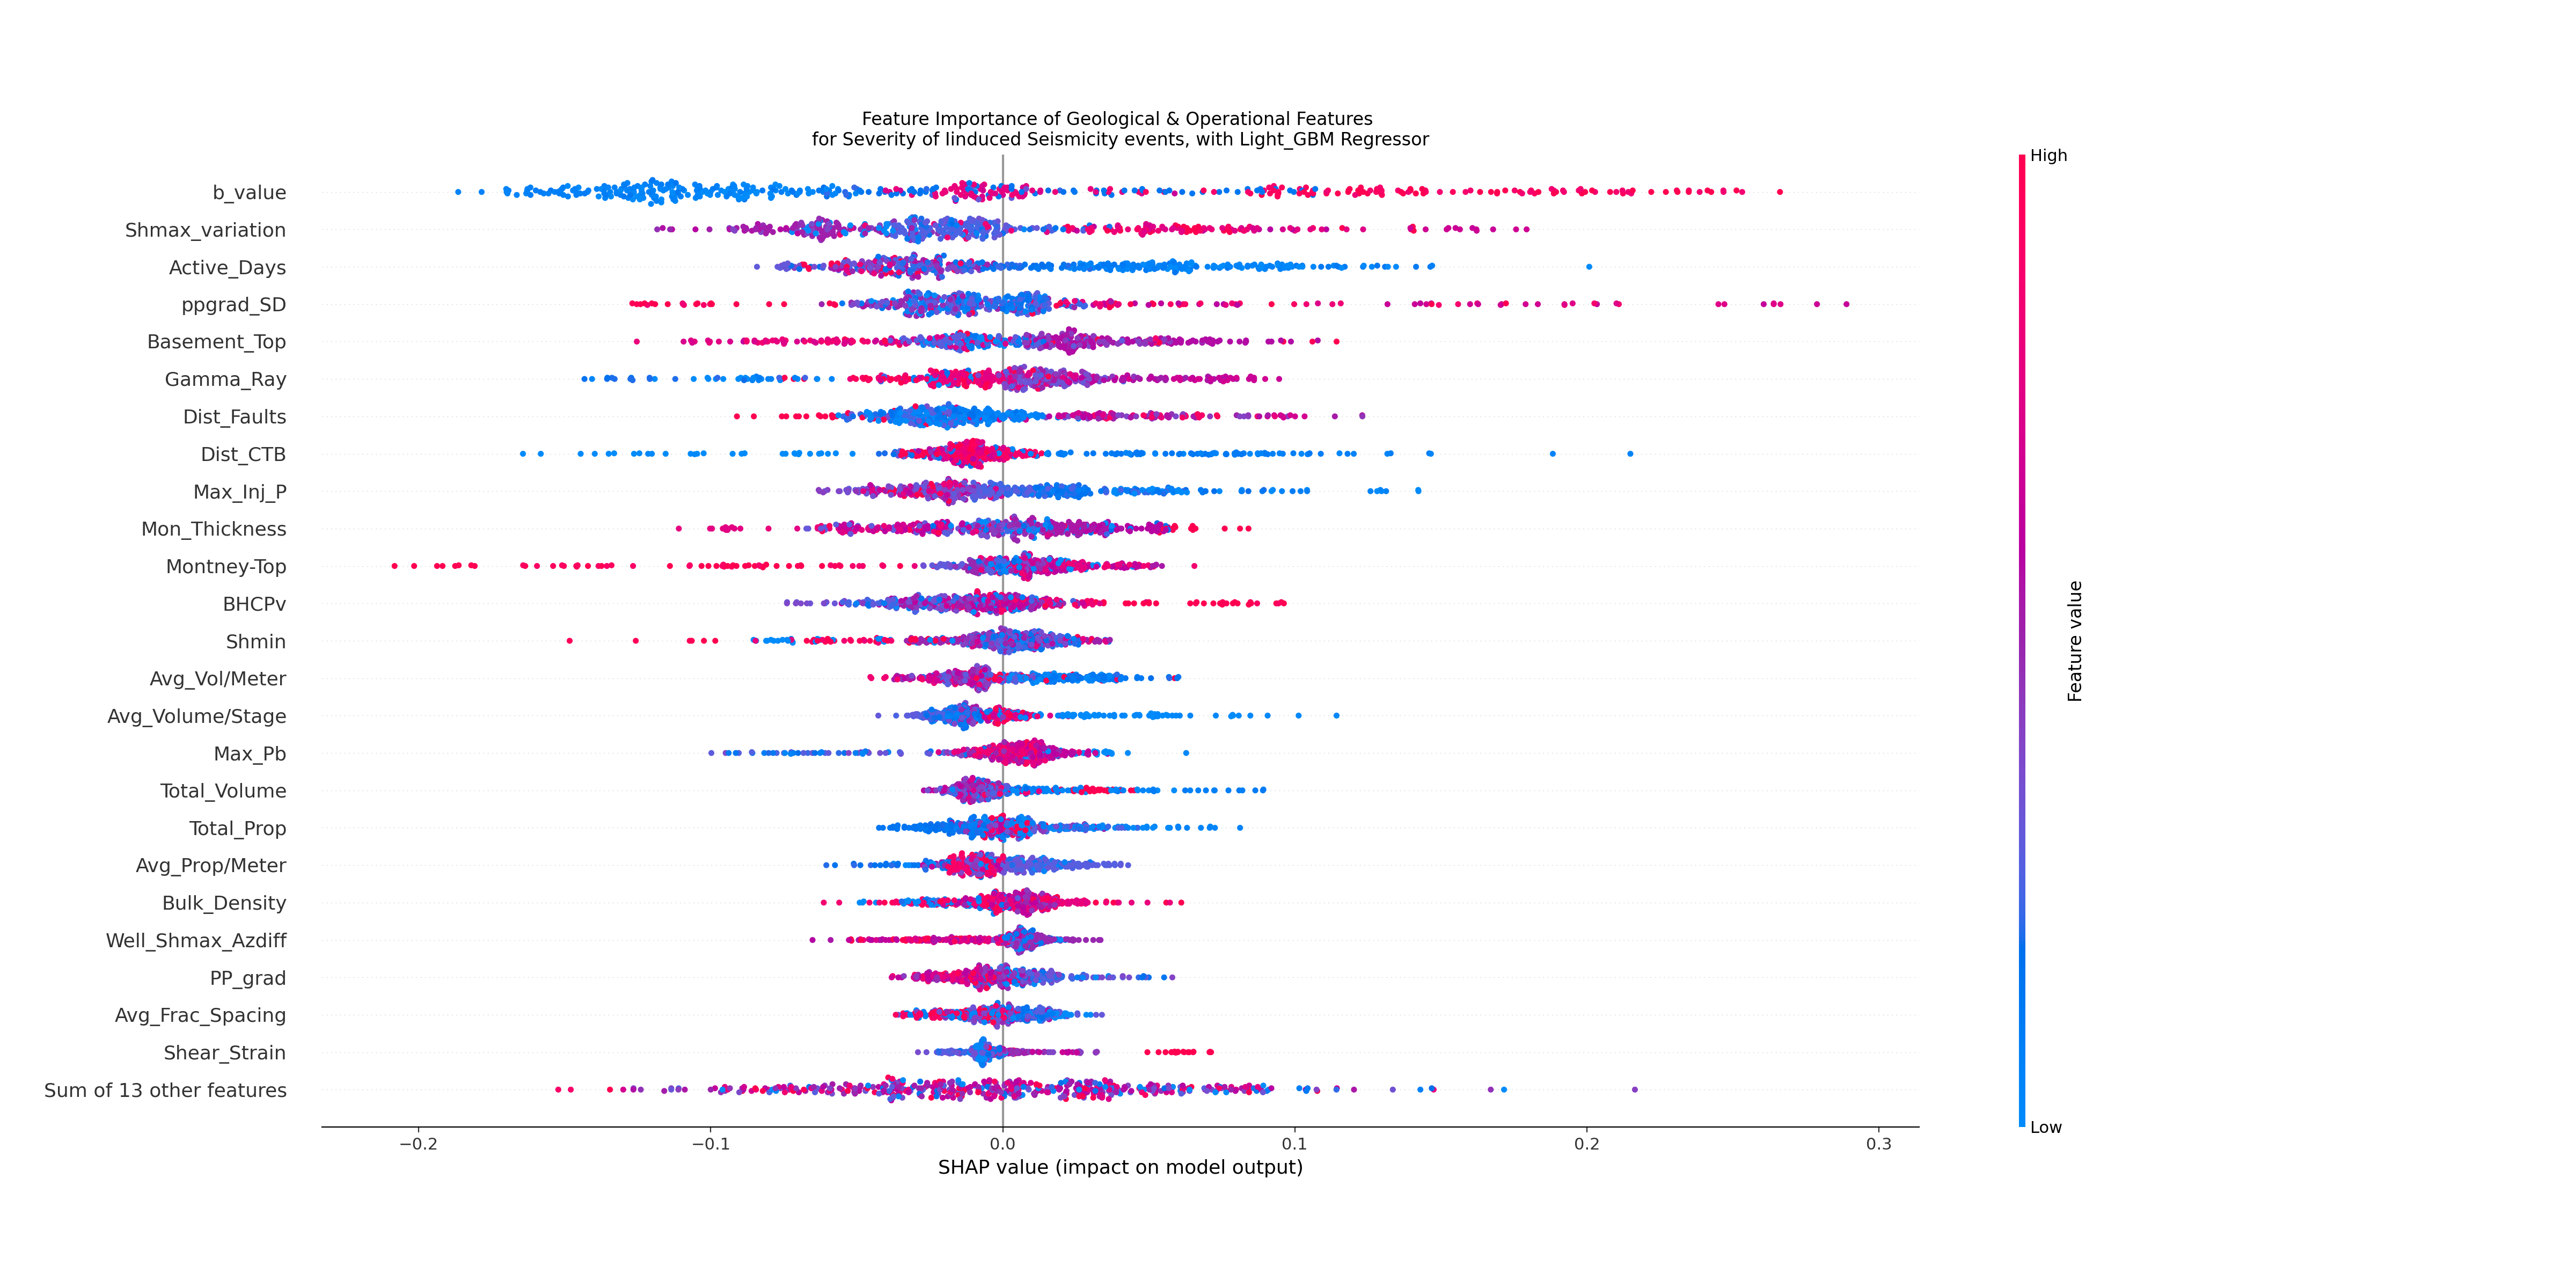 Feature Importance of Geological & Operational Features
for Severity of Iinduced Seismicity events, with Light_GBM Regressor
High
b_value
Shmax_variation
Active_Days
ppgrad_SD
Basement_Top
Gamma_Ray
Dist_Faults
Dist_CTB
Max_Inj_P
Mon_Thickness
Montney-Top
BHCPv
Shmin
Avg_Vol/Meter
Avg_Volume/Stage
Max_Pb
Total_Volume
Total_Prop
Avg_Prop/Meter
Bulk_Density
Well_Shmax_Azdiff
PP_grad
Avg_Frac_Spacing
Shear_Strain
Sum of 13 other features
Feature value
Low
−0.2 −0.1 0.0 0.1 0.2 0.3
SHAP value (impact on model output)